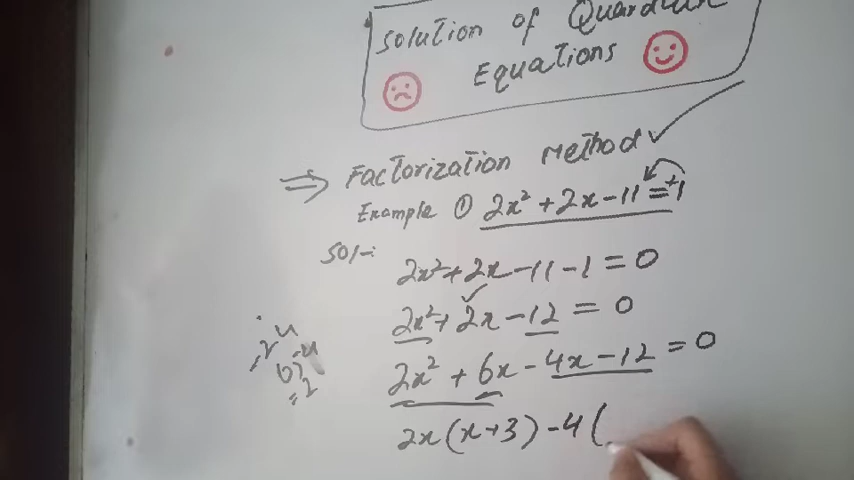 Solution of Quardratic
Equations
⇒ Factorization Method ✓
Example ① 2x² + 2x - 11 = +1
Sol:-
2x² + 2x - 11 - 1 = 0
2x² + 2x - 12 = 0
2x² + 6x - 4x - 12 = 0
2x(x+3) - 4(